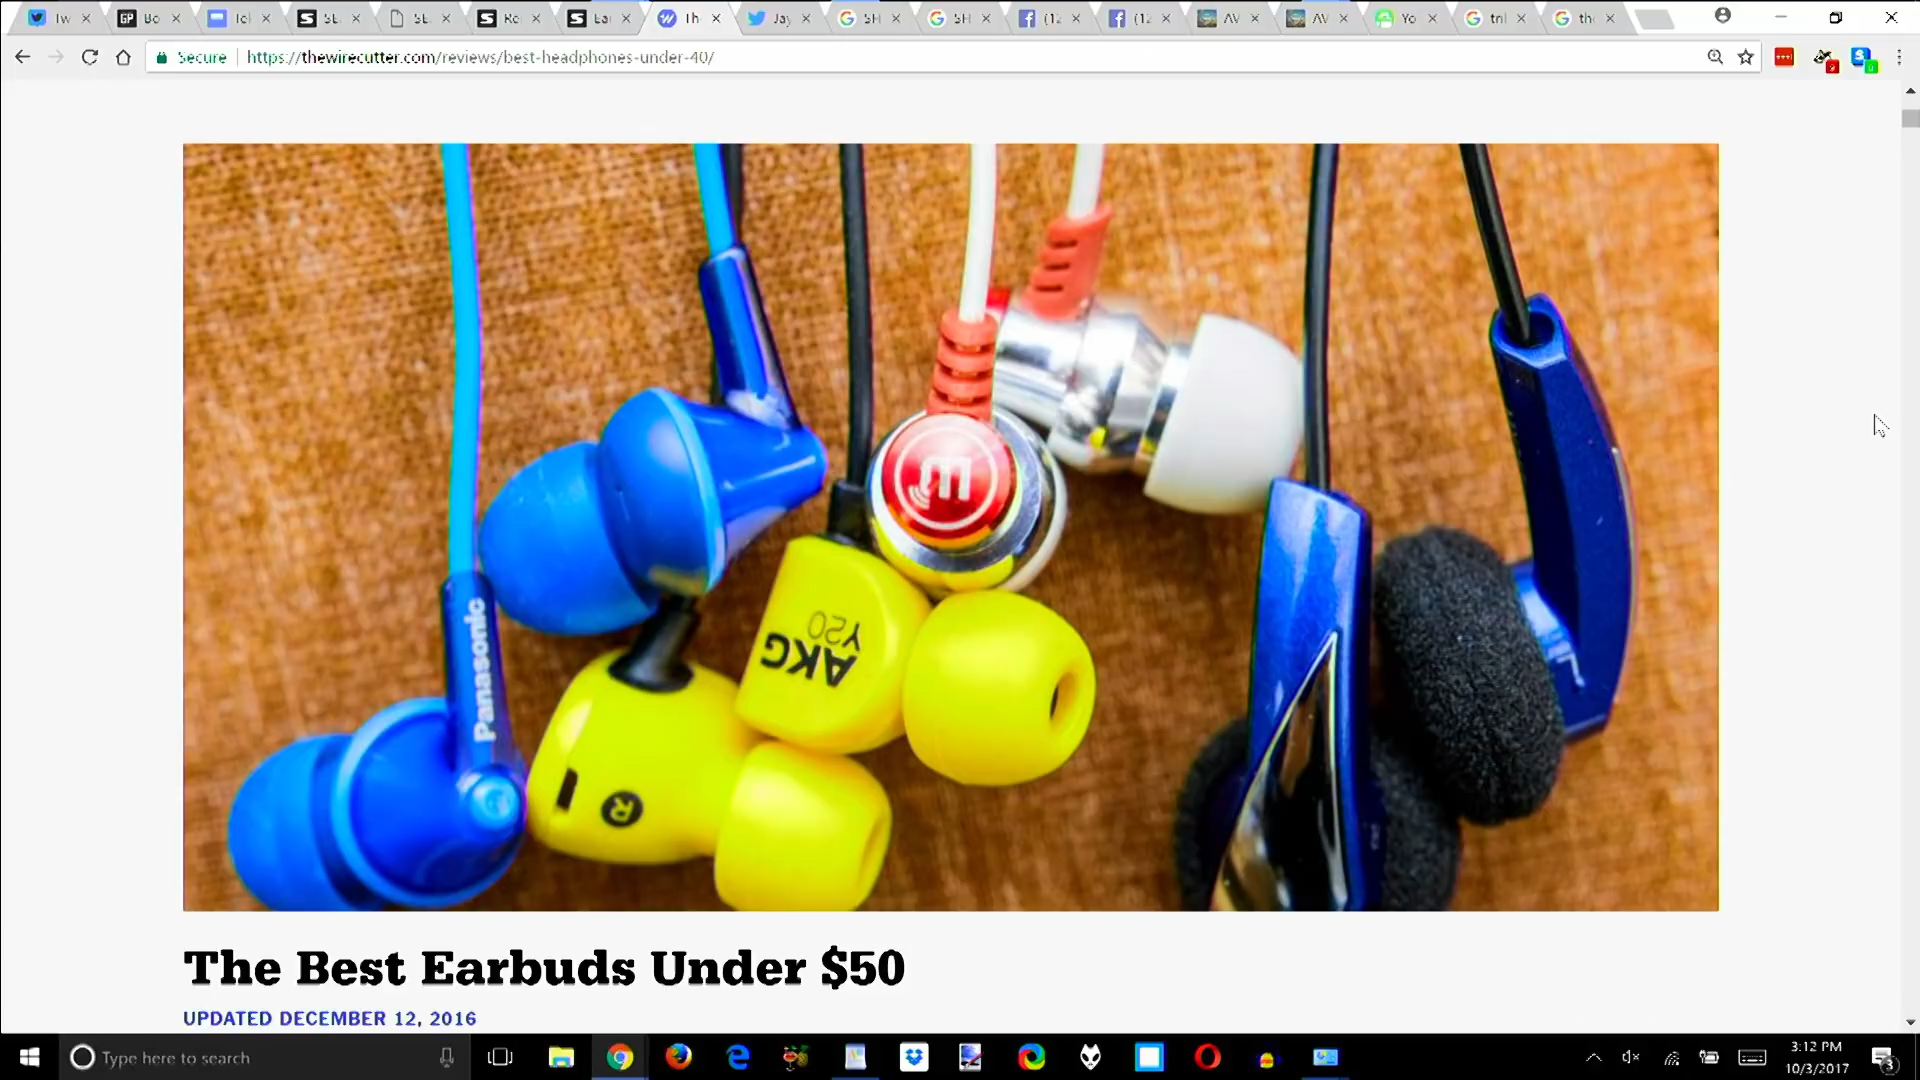 Secure
https://thewirecutter.com/reviews/best-headphones-under-40/
Panasonic
AKG
Y20
R
The Best Earbuds Under $50
UPDATED DECEMBER 12, 2016
Type here to search
3:12 PM
10/3/2017
3